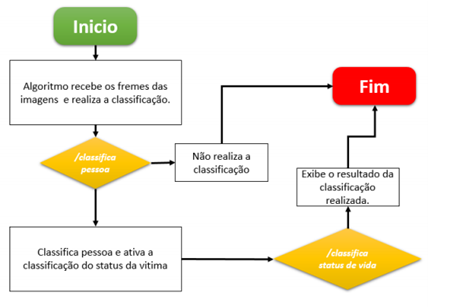 Inicio
Algoritmo recebe os fremes das
imagens e realiza a classificação.
Fim
/classifica
pessoa
Não realiza a
classificação
Exibe o resultado da
classificação
realizada.
Classifica pessoa e ativa a
classificação do status da vitima
/classifica
status de vida